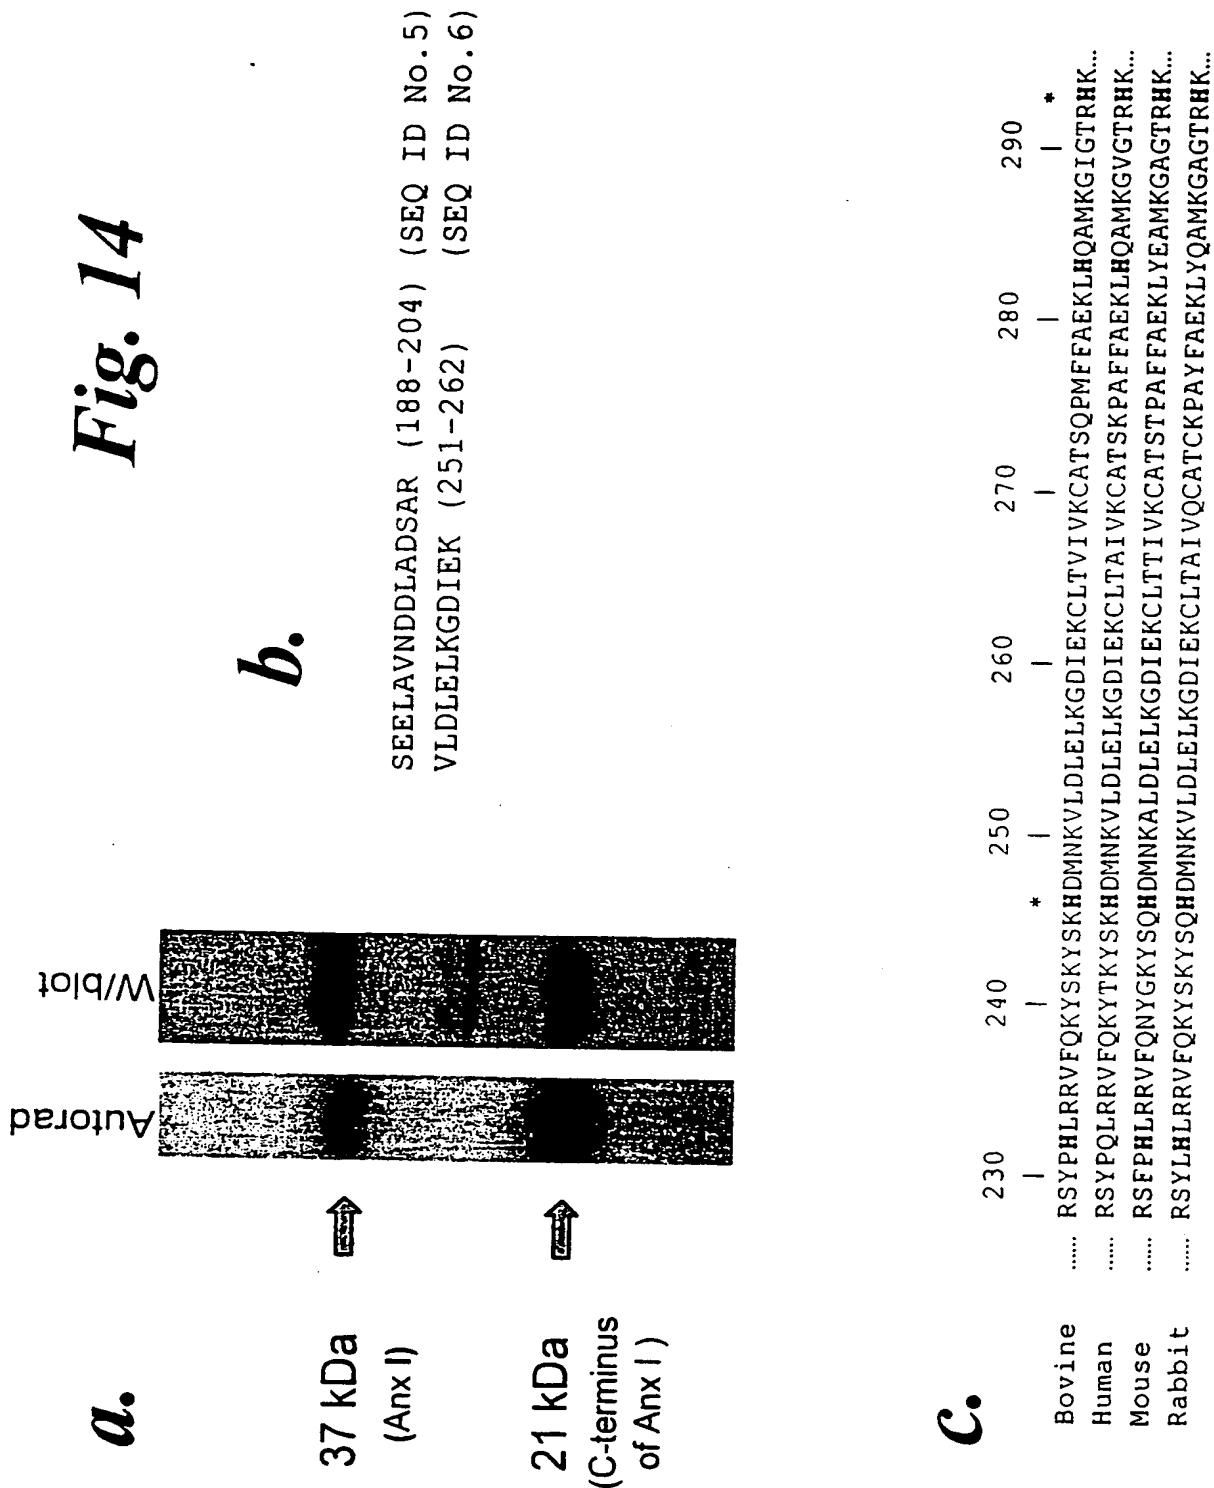 Fig. 14
a.
Autorad
W/blot
37 kDa
(Anx I)
21 kDa
(C-terminus
of Anx I )
b.
SEELAVNDDLADSAR (188-204) (SEQ ID No.5)
VLDLELKGDIEK (251-262) (SEQ ID No.6)
c.
230 240 250 260 270 280 290
* *
Bovine ...... RSYPHLRRVFQKYSKYSKHDMNKVLDLELKGDIEKCLTVIVKCATSQPMFFAEKLHQAMKGIGTRHK...
Human ...... RSYPQLRRVFQKYTKYSKHDMNKVLDLELKGDIEKCLTAIVKCATSKPAFFAEKLHQAMKGVGTRHK...
Mouse ...... RSFPHLRRVFQNYGKYSQHDMNKALDLELKGDIEKCLTTIVKCATSTPAFFAEKLYEAMKGAGTRHK...
Rabbit ...... RSYLHLRRVFQKYSKYSQHDMNKVLDLELKGDIEKCLTAIVQCATCKPAYFAEKLYQAMKGAGTRHK...